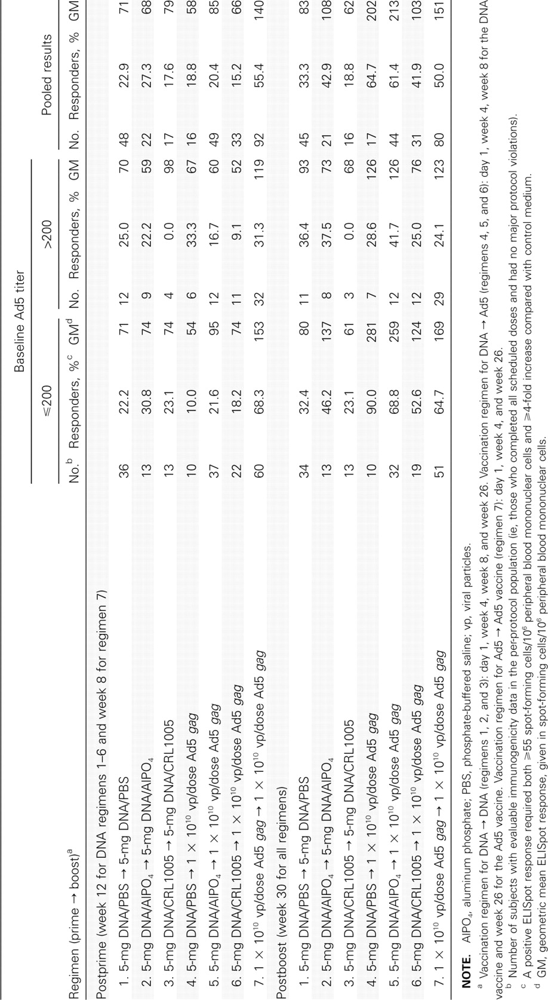 Baseline Ad5 titer
≤200 >200 Pooled results
Regimen (prime → boost)a No.b Responders, %c GMd No. Responders, % GM No. Responders, % GM
Postprime (week 12 for DNA regimens 1–6 and week 8 for regimen 7)
1. 5-mg DNA/PBS → 5-mg DNA/PBS 36 22.2 71 12 25.0 70 48 22.9 71
2. 5-mg DNA/AlPO4 → 5-mg DNA/AlPO4 13 30.8 74 9 22.2 59 22 27.3 68
3. 5-mg DNA/CRL1005 → 5-mg DNA/CRL1005 13 23.1 74 4 0.0 98 17 17.6 79
4. 5-mg DNA/PBS → 1 × 10^10 vp/dose Ad5 gag 10 10.0 54 6 33.3 67 16 18.8 58
5. 5-mg DNA/AlPO4 → 1 × 10^10 vp/dose Ad5 gag 37 21.6 95 12 16.7 60 49 20.4 85
6. 5-mg DNA/CRL1005 → 1 × 10^10 vp/dose Ad5 gag 22 18.2 74 11 9.1 52 33 15.2 66
7. 1 × 10^10 vp/dose Ad5 gag → 1 × 10^10 vp/dose Ad5 gag 60 68.3 153 32 31.3 119 92 55.4 140
Postboost (week 30 for all regimens)
1. 5-mg DNA/PBS → 5-mg DNA/PBS 34 32.4 80 11 36.4 93 45 33.3 83
2. 5-mg DNA/AlPO4 → 5-mg DNA/AlPO4 13 46.2 137 8 37.5 73 21 42.9 108
3. 5-mg DNA/CRL1005 → 5-mg DNA/CRL1005 13 23.1 61 3 0.0 68 16 18.8 62
4. 5-mg DNA/PBS → 1 × 10^10 vp/dose Ad5 gag 10 90.0 281 7 28.6 126 17 64.7 202
5. 5-mg DNA/AlPO4 → 1 × 10^10 vp/dose Ad5 gag 32 68.8 259 12 41.7 126 44 61.4 213
6. 5-mg DNA/CRL1005 → 1 × 10^10 vp/dose Ad5 gag 19 52.6 124 12 25.0 76 31 41.9 103
7. 1 × 10^10 vp/dose Ad5 gag → 1 × 10^10 vp/dose Ad5 gag 51 64.7 169 29 24.1 123 80 50.0 151
NOTE. AlPO4, aluminum phosphate; PBS, phosphate-buffered saline; vp, viral particles.
a Vaccination regimen for DNA → DNA (regimens 1, 2, and 3): day 1, week 4, week 8, and week 26. Vaccination regimen for DNA → Ad5 (regimens 4, 5, and 6): day 1, week 4, week 8 for the DNA
vaccine and week 26 for the Ad5 vaccine. Vaccination regimen for Ad5 → Ad5 vaccine (regimen 7): day 1, week 4, and week 26.
b Number of subjects with evaluable immunogenicity data in the per-protocol population (ie, those who completed all scheduled doses and had no major protocol violations).
c A positive ELISpot response required both ≥55 spot-forming cells/10^6 peripheral blood mononuclear cells and ≥4-fold increase compared with control medium.
d GM, geometric mean ELISpot response, given in spot-forming cells/10^6 peripheral blood mononuclear cells.